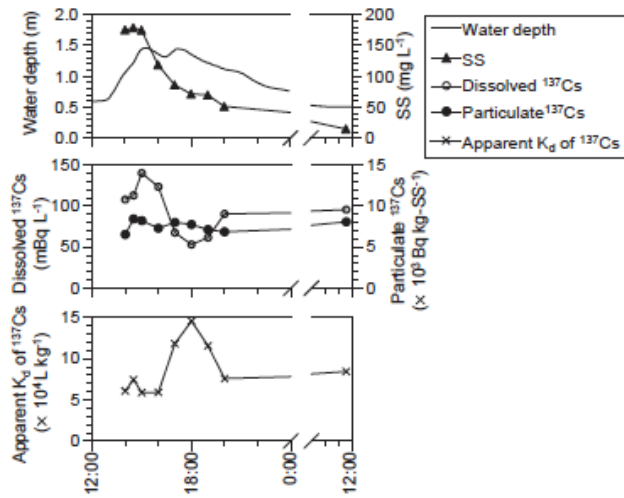 Water depth (m)
2.0
1.5
1.0
0.5
0.0
200
150
100
50
0
SS (mg L⁻¹)
Water depth
SS
Dissolved ¹³⁷Cs
Particulate¹³⁷Cs
Apparent K_d of ¹³⁷Cs
Dissolved ¹³⁷Cs
(mBq L⁻¹)
150
100
50
0
15
10
5
0
Particulate ¹³⁷Cs
(× 10³ Bq kg-SS⁻¹)
Apparent K_d of ¹³⁷Cs
(× 10⁴ L kg⁻¹)
15
10
5
0
12:00
18:00
0:00
12:00